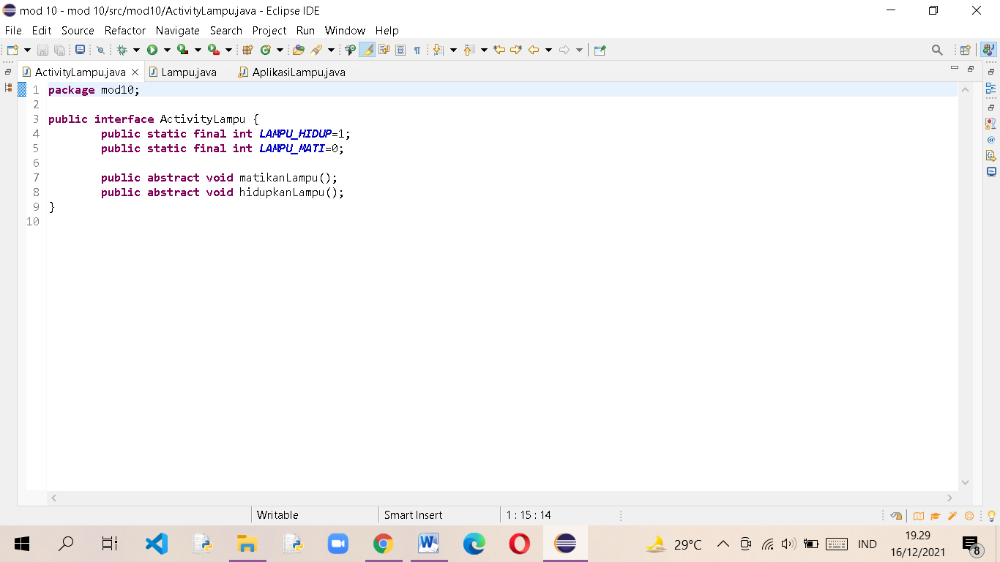 mod 10 - mod 10/src/mod10/ActivityLampu.java - Eclipse IDE
File Edit Source Refactor Navigate Search Project Run Window Help
ActivityLampu.java Lampu.java AplikasiLampu.java
1 package mod10;
2
3 public interface ActivityLampu {
4 public static final int LAMPU_HIDUP=1;
5 public static final int LAMPU_MATI=0;
6
7 public abstract void matikanLampu();
8 public abstract void hidupkanLampu();
9 }
10
Writable Smart Insert 1 : 15 : 14
29°C IND 19.29
16/12/2021 8